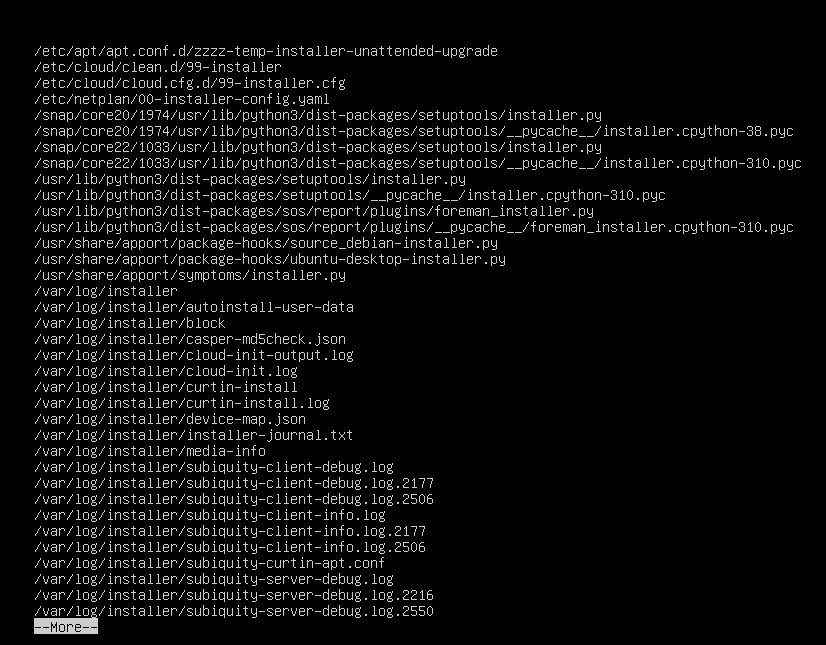 /etc/apt/apt.conf.d/zzzz-temp-installer-unattended-upgrade
/etc/cloud/clean.d/99-installer
/etc/cloud/cloud.cfg.d/99-installer.cfg
/etc/netplan/00-installer-config.yaml
/snap/core20/1974/usr/lib/python3/dist-packages/setuptools/installer.py
/snap/core20/1974/usr/lib/python3/dist-packages/setuptools/__pycache__/installer.cpython-38.pyc
/snap/core22/1033/usr/lib/python3/dist-packages/setuptools/installer.py
/snap/core22/1033/usr/lib/python3/dist-packages/setuptools/__pycache__/installer.cpython-310.pyc
/usr/lib/python3/dist-packages/setuptools/installer.py
/usr/lib/python3/dist-packages/setuptools/__pycache__/installer.cpython-310.pyc
/usr/lib/python3/dist-packages/sos/report/plugins/foreman_installer.py
/usr/lib/python3/dist-packages/sos/report/plugins/__pycache__/foreman_installer.cpython-310.pyc
/usr/share/apport/package-hooks/source_debian-installer.py
/usr/share/apport/package-hooks/ubuntu-desktop-installer.py
/usr/share/apport/symptoms/installer.py
/var/log/installer
/var/log/installer/autoinstall-user-data
/var/log/installer/block
/var/log/installer/casper-md5check.json
/var/log/installer/cloud-init-output.log
/var/log/installer/cloud-init.log
/var/log/installer/curtin-install
/var/log/installer/curtin-install.log
/var/log/installer/device-map.json
/var/log/installer/installer-journal.txt
/var/log/installer/media-info
/var/log/installer/subiquity-client-debug.log
/var/log/installer/subiquity-client-debug.log.2177
/var/log/installer/subiquity-client-debug.log.2506
/var/log/installer/subiquity-client-info.log
/var/log/installer/subiquity-client-info.log.2177
/var/log/installer/subiquity-client-info.log.2506
/var/log/installer/subiquity-curtin-apt.conf
/var/log/installer/subiquity-server-debug.log
/var/log/installer/subiquity-server-debug.log.2216
/var/log/installer/subiquity-server-debug.log.2550
--More--